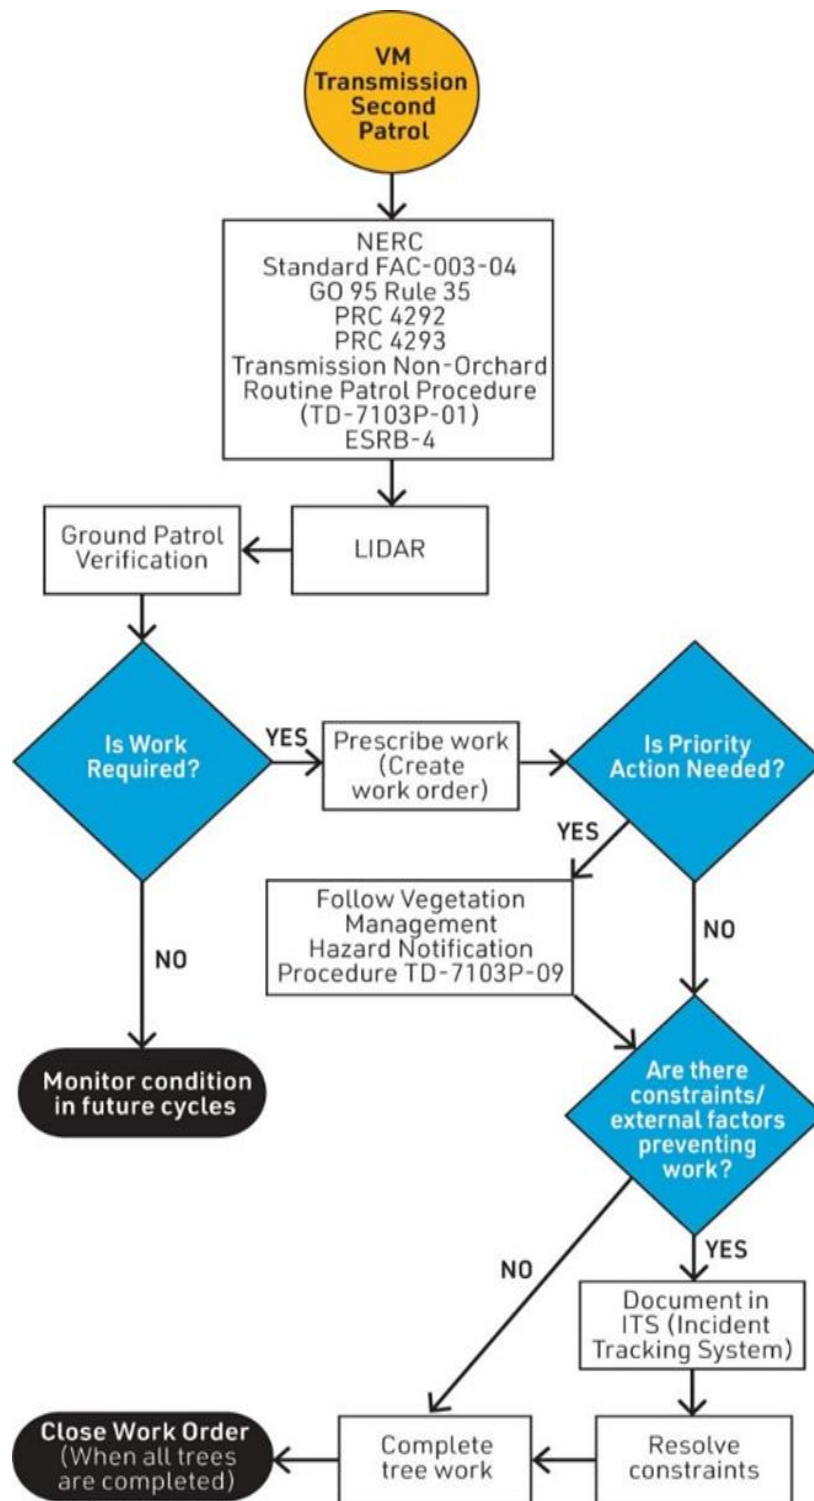 VM
Transmission
Second
Patrol
NERC
Standard FAC-003-04
GO 95 Rule 35
PRC 4292
PRC 4293
Transmission Non-Orchard
Routine Patrol Procedure
(TD-7103P-01)
ESRB-4
LIDAR
Ground Patrol
Verification
Is Work
Required?
YES
Prescribe work
(Create
work order)
Is Priority
Action Needed?
YES
Follow Vegetation
Management
Hazard Notification
Procedure TD-7103P-09
NO
NO
Monitor condition
in future cycles
Are there
constraints/
external factors
preventing
work?
YES
NO
Document in
ITS (Incident
Tracking System)
Resolve
constraints
Complete
tree work
Close Work Order
(When all trees
are completed)